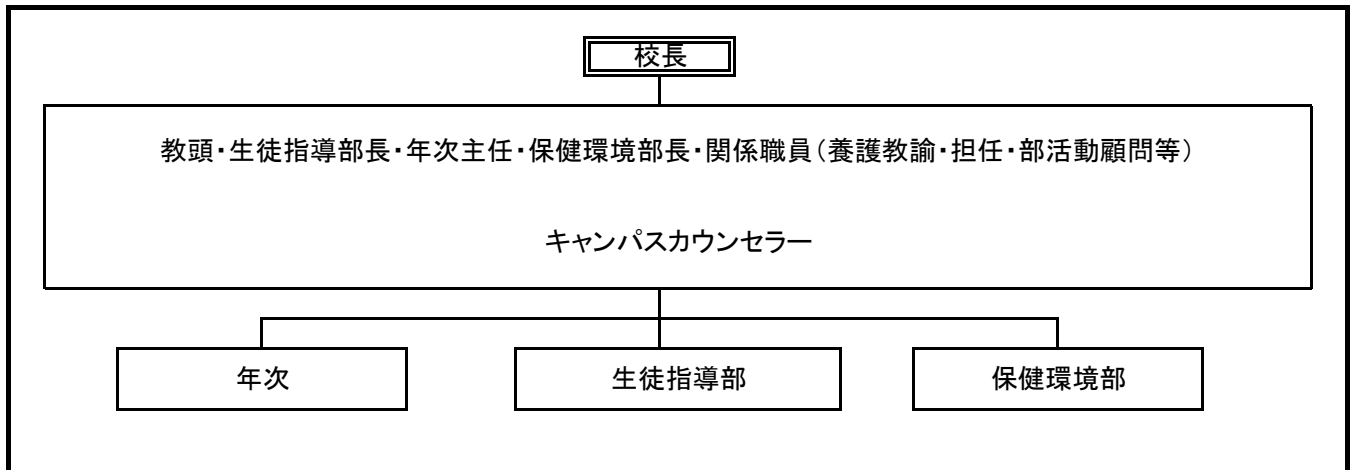 校長
教頭・生徒指導部長・年次主任・保健環境部長・関係職員（養護教諭・担任・部活動顧問等）
キャンパスカウンセラー
年次
生徒指導部
保健環境部